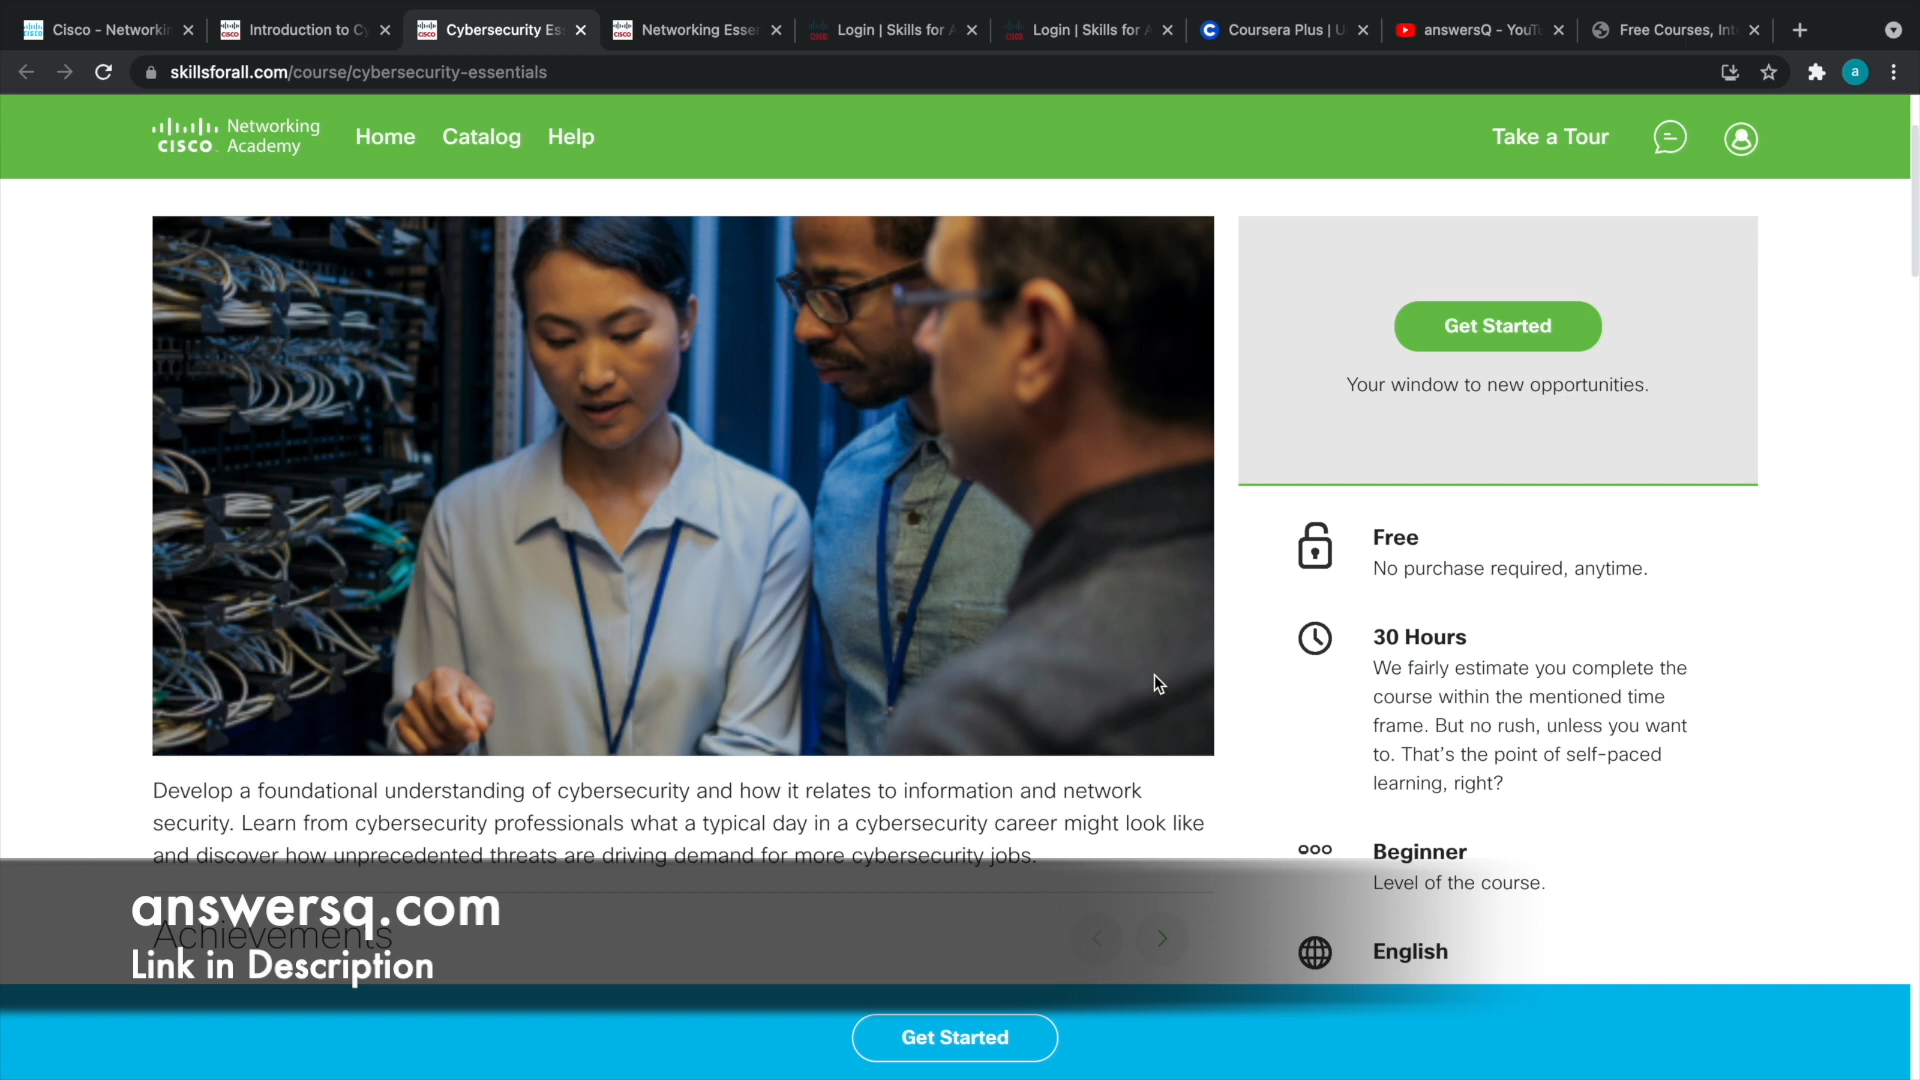 Cisco - Networkin
Introduction to Cy
Cybersecurity Ess
Networking Essen
Login | Skills for A
Login | Skills for A
Coursera Plus | U
answersQ - YouTu
Free Courses, Inte
skillsforall.com/course/cybersecurity-essentials
a
CISCO Networking Academy
Home
Catalog
Help
Take a Tour
Get Started
Your window to new opportunities.
Free
No purchase required, anytime.
30 Hours
We fairly estimate you complete the
course within the mentioned time
frame. But no rush, unless you want
to. That's the point of self-paced
learning, right?
Beginner
Level of the course.
English
Develop a foundational understanding of cybersecurity and how it relates to information and network
security. Learn from cybersecurity professionals what a typical day in a cybersecurity career might look like
and discover how unprecedented threats are driving demand for more cybersecurity jobs.
Achievements
answersq.com
Link in Description
Get Started